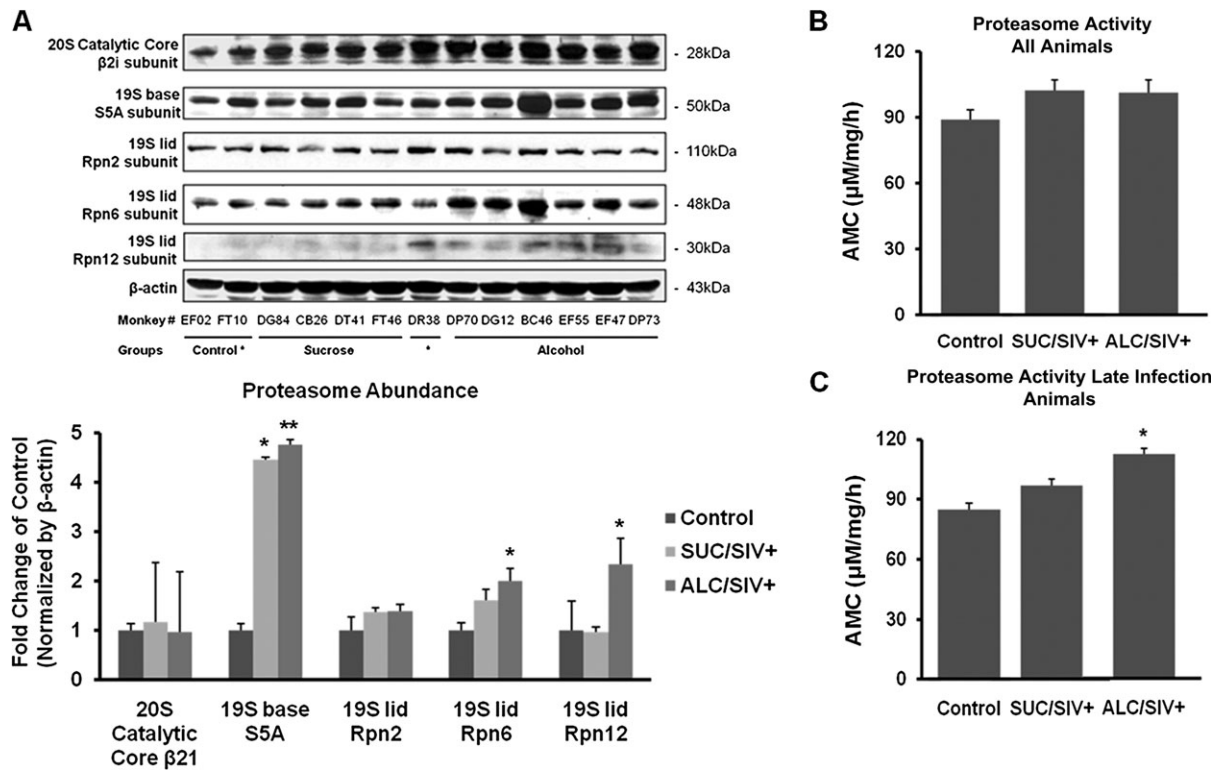 A
20S Catalytic Core
β2i subunit
- 28kDa
19S base
S5A subunit
- 50kDa
19S lid
Rpn2 subunit
- 110kDa
19S lid
Rpn6 subunit
- 48kDa
19S lid
Rpn12 subunit
- 30kDa
β-actin
- 43kDa
Monkey # EF02 FT10 DG84 CB26 DT41 FT46 DR38 DP70 DG12 BC46 EF55 EF47 DP73
Groups Control * Sucrose * Alcohol
Proteasome Abundance
Fold Change of Control
(Normalized by β-actin)
5
4
3
2
1
0
* ** * *
Control
SUC/SIV+
ALC/SIV+
20S
Catalytic
Core β21
19S base
S5A
19S lid
Rpn2
19S lid
Rpn6
19S lid
Rpn12
B
Proteasome Activity
All Animals
AMC (µM/mg/h)
120
90
60
30
0
Control SUC/SIV+ ALC/SIV+
C
Proteasome Activity Late Infection
Animals
AMC (µM/mg/h)
120
90
60
30
0
*
Control SUC/SIV+ ALC/SIV+